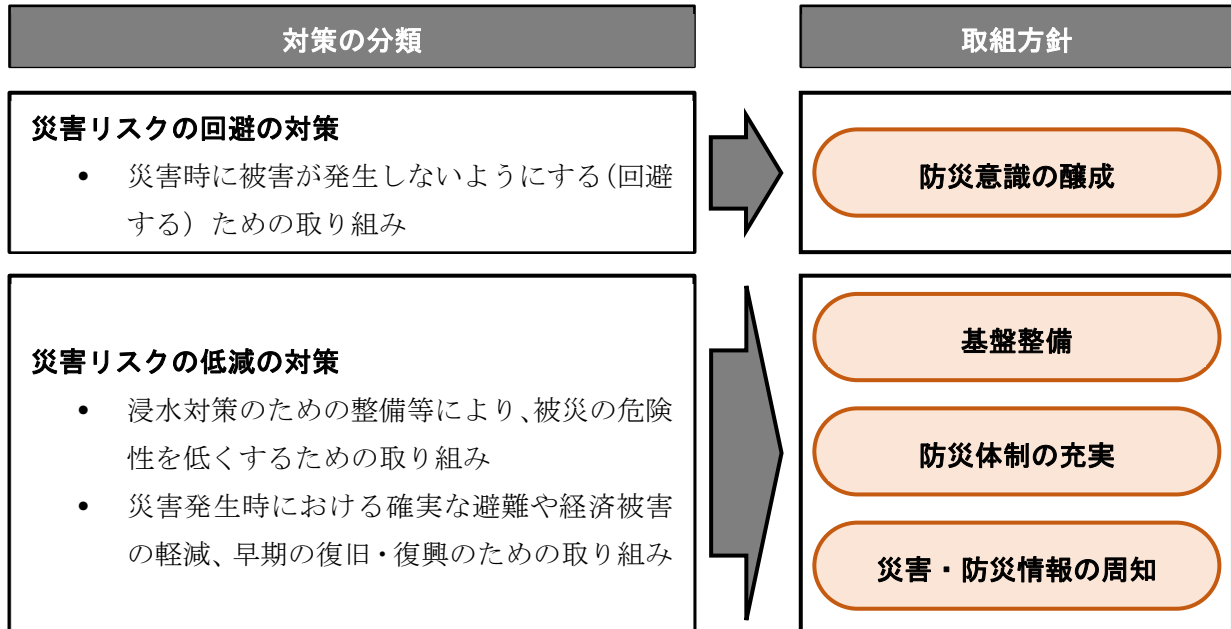 対策の分類
取組方針
災害リスクの回避の対策
• 災害時に被害が発生しないようにする（回避
する）ための取り組み
防災意識の醸成
災害リスクの低減の対策
• 浸水対策のための整備等により、被災の危険
性を低くするための取り組み
• 災害発生時における確実な避難や経済被害
の軽減、早期の復旧・復興のための取り組み
基盤整備
防災体制の充実
災害・防災情報の周知